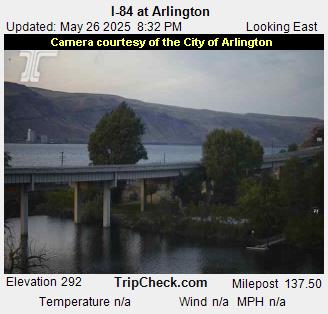 I-84 at Arlington
Updated: May 26 2025 8:32 PM Looking East
Camera courtesy of the City of Arlington
Elevation 292 TripCheck.com Milepost 137.50
Temperature n/a Wind n/a MPH n/a